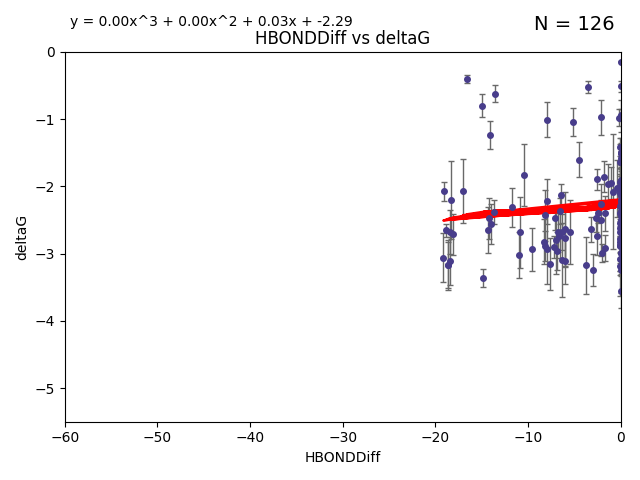 y = 0.00x^3 + 0.00x^2 + 0.03x + -2.29
N = 126
HBONDDiff vs deltaG
0
−1
−2
−3
−4
−5
deltaG
−60 −50 −40 −30 −20 −10 0
HBONDDiff